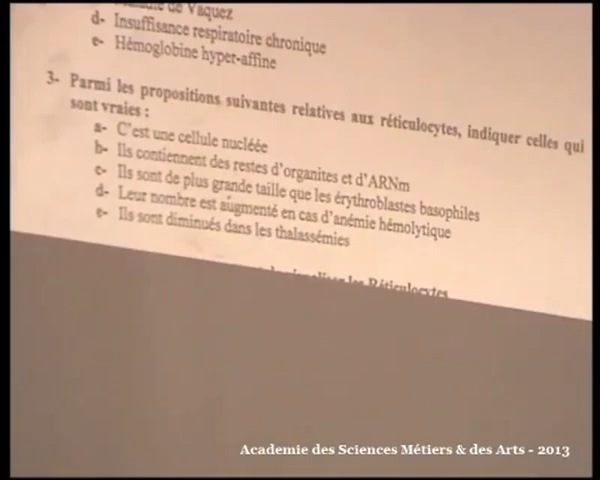 de Vaquez
d- Insuffisance respiratoire chronique
e- Hémoglobine hyper-affine
3- Parmi les propositions suivantes relatives aux réticulocytes, indiquer celles qui
sont vraies :
a- C'est une cellule nucléée
b- Ils contiennent des restes d'organites et d'ARNm
c- Ils sont de plus grande taille que les érythroblastes basophiles
d- Leur nombre est augmenté en cas d'anémie hémolytique
e- Ils sont diminués dans les thalassémies
les Réticulocytes
Academie des Sciences Métiers & des Arts - 2013